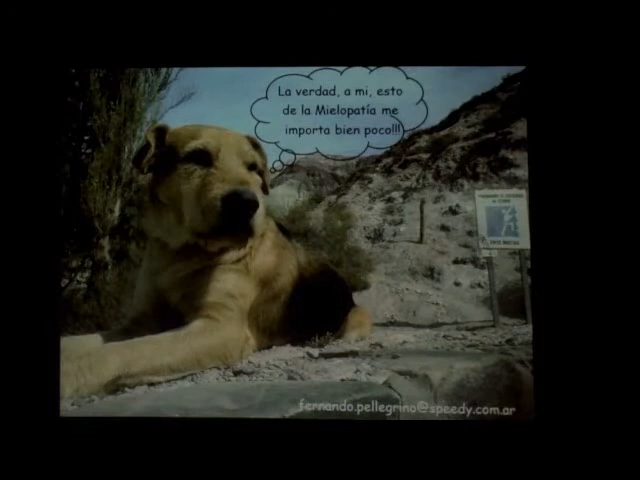 La verdad, a mi, esto
de la Mielopatía me
importa bien poco!!!
fernando.pellegrino@speedy.com.ar